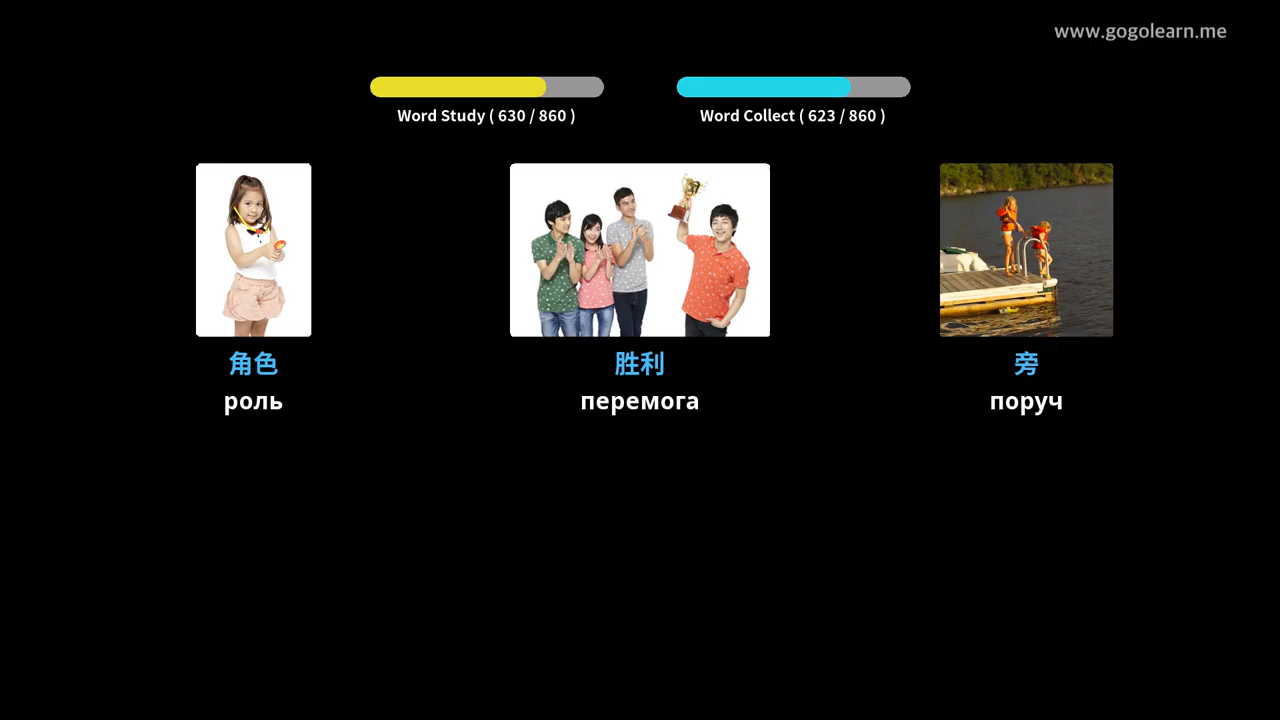 www.gogolearn.me
Word Study ( 630 / 860 )
Word Collect ( 623 / 860 )
角色
роль
胜利
перемога
旁
поруч